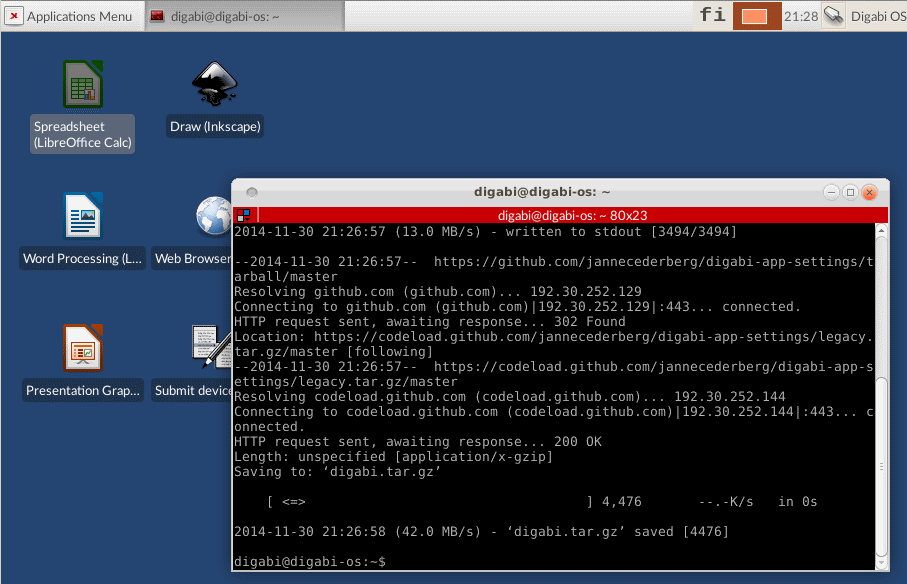 Applications Menu
digabi@digabi-os: ~
fi
21:28
Digabi OS
Spreadsheet
(LibreOffice Calc)
Draw (Inkscape)
Word Processing (L...
Web Browser
Presentation Grap...
Submit device
digabi@digabi-os: ~
digabi@digabi-os: ~ 80x23
2014-11-30 21:26:57 (13.0 MB/s) - written to stdout [3494/3494]
--2014-11-30 21:26:57--  https://github.com/jannecederberg/digabi-app-settings/t
arball/master
Resolving github.com (github.com)... 192.30.252.129
Connecting to github.com (github.com)|192.30.252.129|:443... connected.
HTTP request sent, awaiting response... 302 Found
Location: https://codeload.github.com/jannecederberg/digabi-app-settings/legacy.
tar.gz/master [following]
--2014-11-30 21:26:57--  https://codeload.github.com/jannecederberg/digabi-app-s
ettings/legacy.tar.gz/master
Resolving codeload.github.com (codeload.github.com)... 192.30.252.144
Connecting to codeload.github.com (codeload.github.com)|192.30.252.144|:443... c
onnected.
HTTP request sent, awaiting response... 200 OK
Length: unspecified [application/x-gzip]
Saving to: ‘digabi.tar.gz’
    [ <=>                                   ] 4,476       --.-K/s   in 0s
2014-11-30 21:26:58 (42.0 MB/s) - ‘digabi.tar.gz’ saved [4476]
digabi@digabi-os:~$